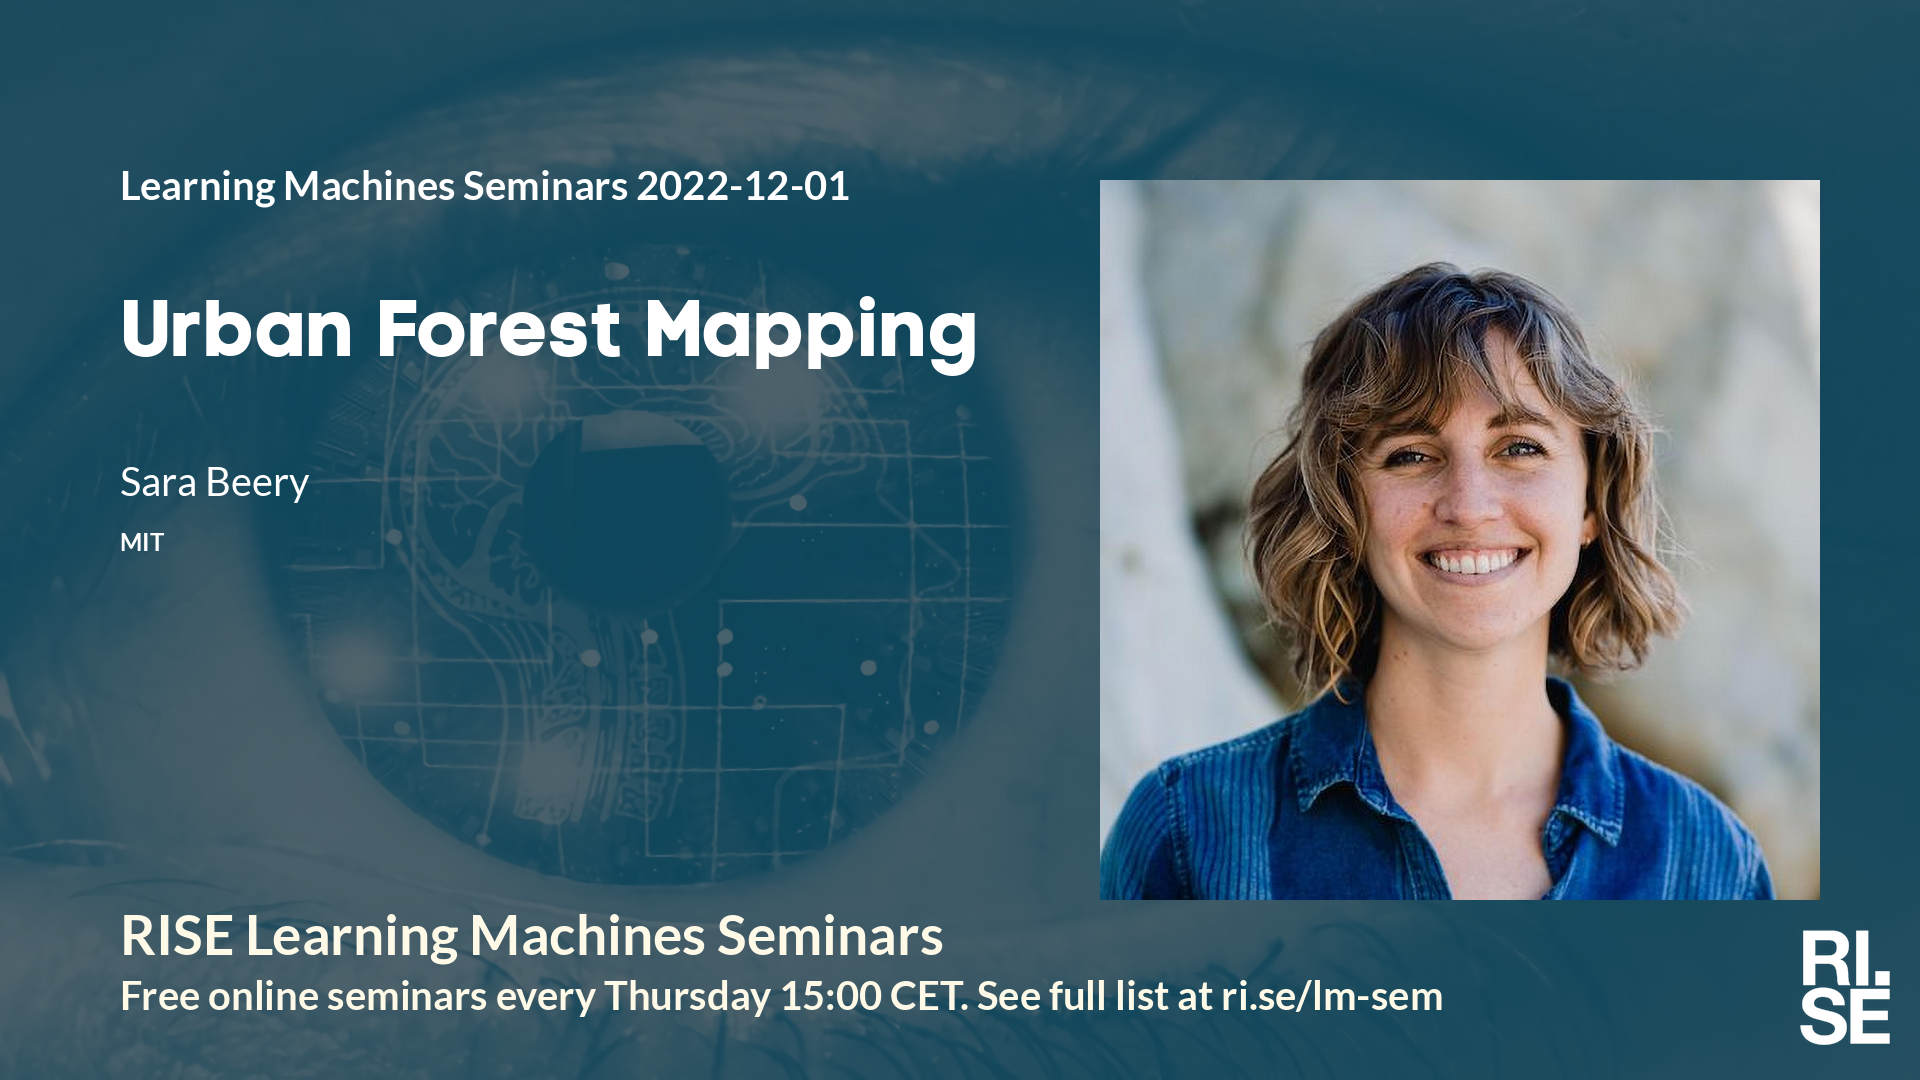 Learning Machines Seminars 2022-12-01
Urban Forest Mapping
Sara Beery
MIT
RISE Learning Machines Seminars
Free online seminars every Thursday 15:00 CET. See full list at ri.se/lm-sem
RI.
SE